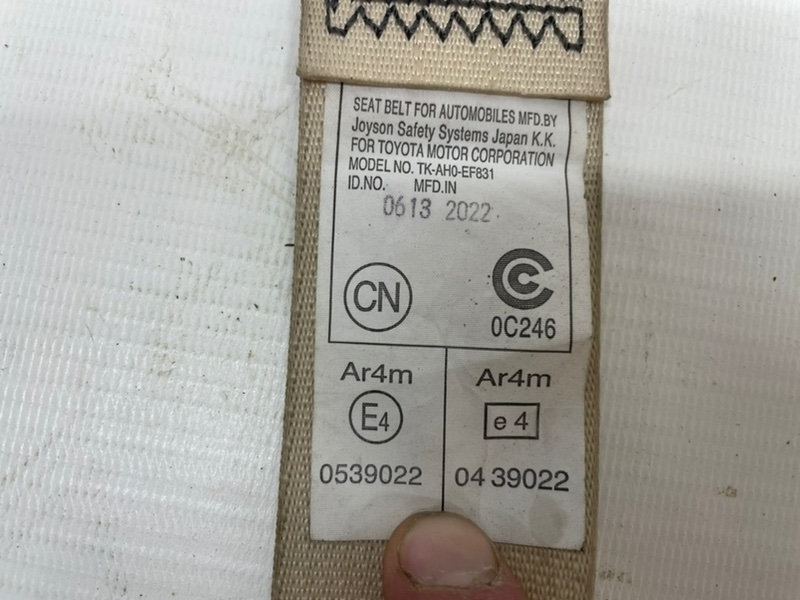 SEAT BELT FOR AUTOMOBILES MFD.BY
Joyson Safety Systems Japan K.K.
FOR TOYOTA MOTOR CORPORATION
MODEL NO. TK-AH0-EF831
ID.NO. MFD.IN
0613 2022
CN
0C246
Ar4m Ar4m
E4 e 4
0539022 04 39022